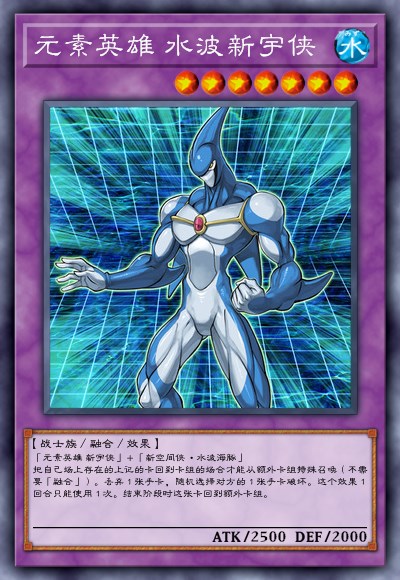 元素英雄 水波新宇侠
水
【战士族／融合／效果】
「元素英雄 新宇侠」＋「新空间侠·水波海豚」
把自己场上存在的上记的卡回到卡组的场合才能从额外卡组特殊召唤（不需
要「融合」）。丢弃1张手卡，随机选择对方的1张手卡破坏。这个效果1
回合只能使用1次。结束阶段时这张卡回到额外卡组。
ATK/2500 DEF/2000